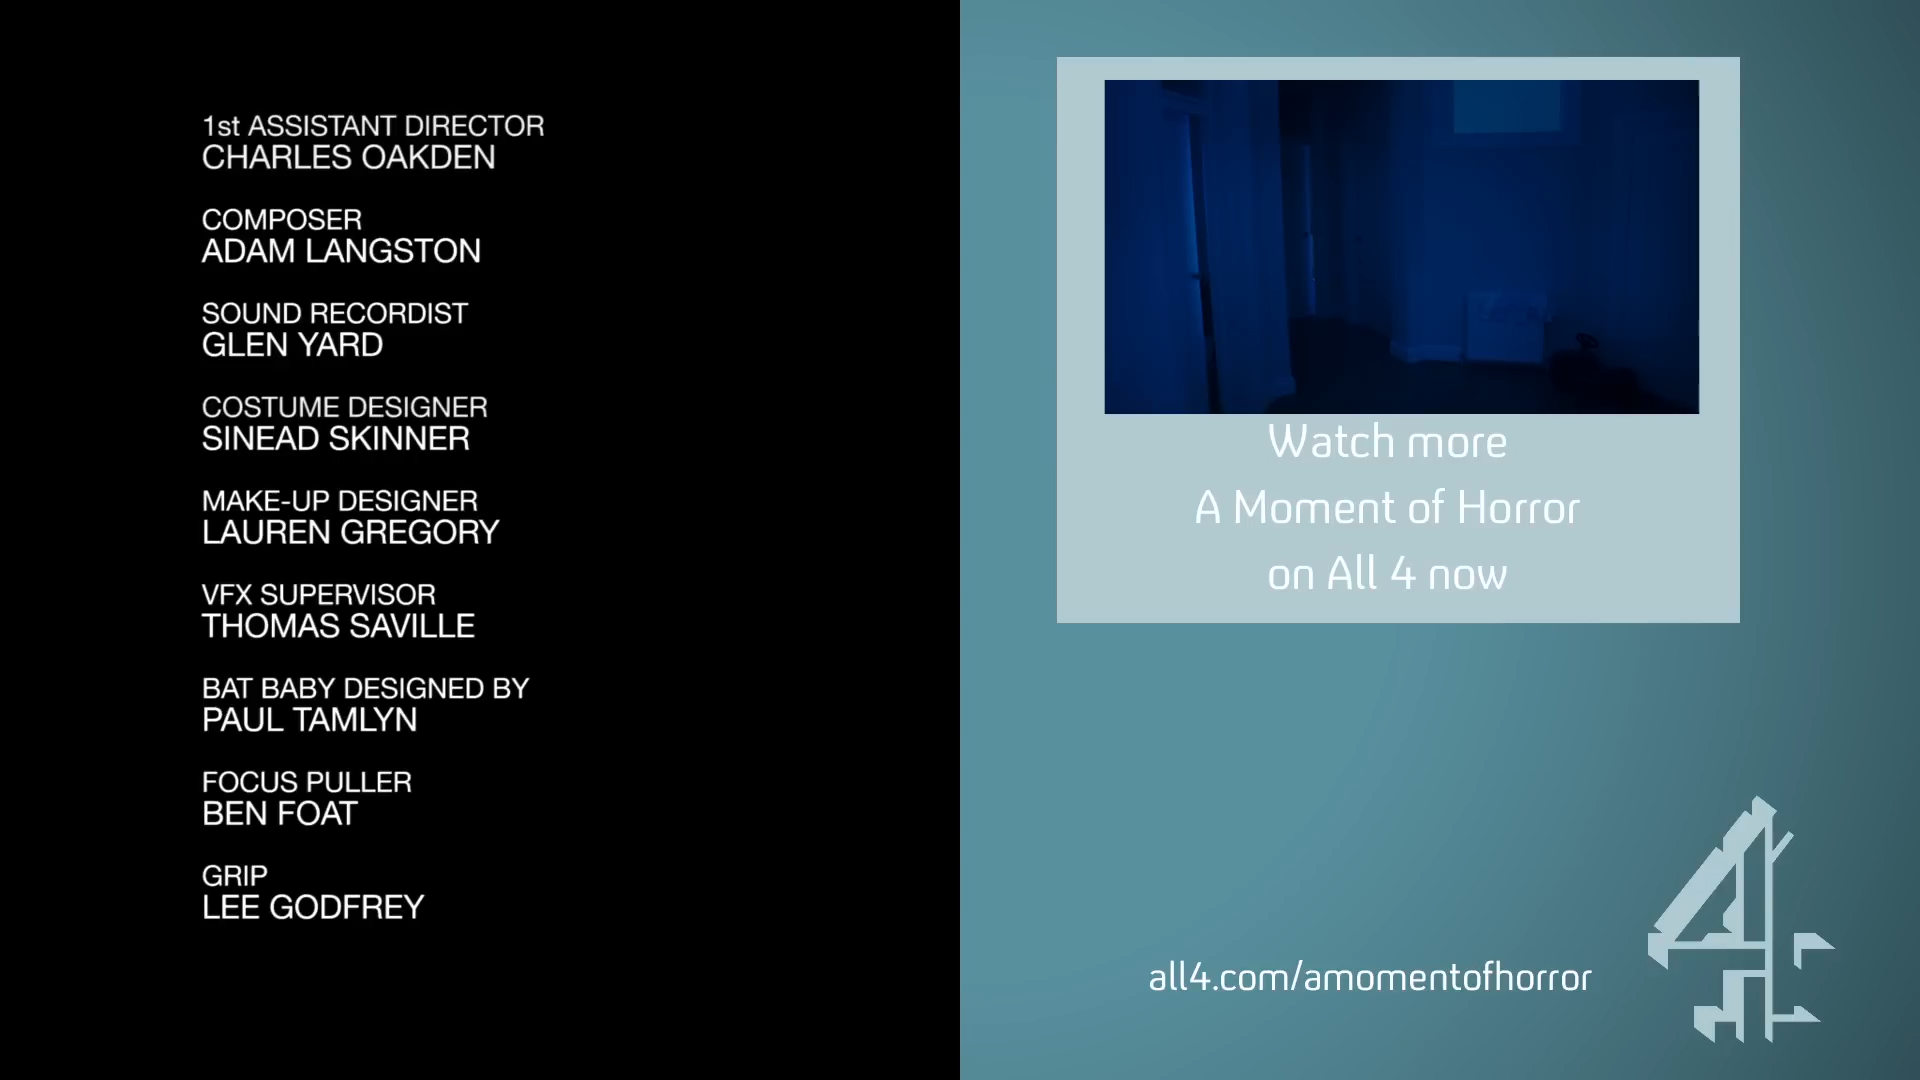 1st ASSISTANT DIRECTOR
CHARLES OAKDEN
COMPOSER
ADAM LANGSTON
SOUND RECORDIST
GLEN YARD
COSTUME DESIGNER
SINEAD SKINNER
MAKE-UP DESIGNER
LAUREN GREGORY
VFX SUPERVISOR
THOMAS SAVILLE
BAT BABY DESIGNED BY
PAUL TAMLYN
FOCUS PULLER
BEN FOAT
GRIP
LEE GODFREY
Watch more
A Moment of Horror
on All 4 now
all4.com/amomentofhorror
4